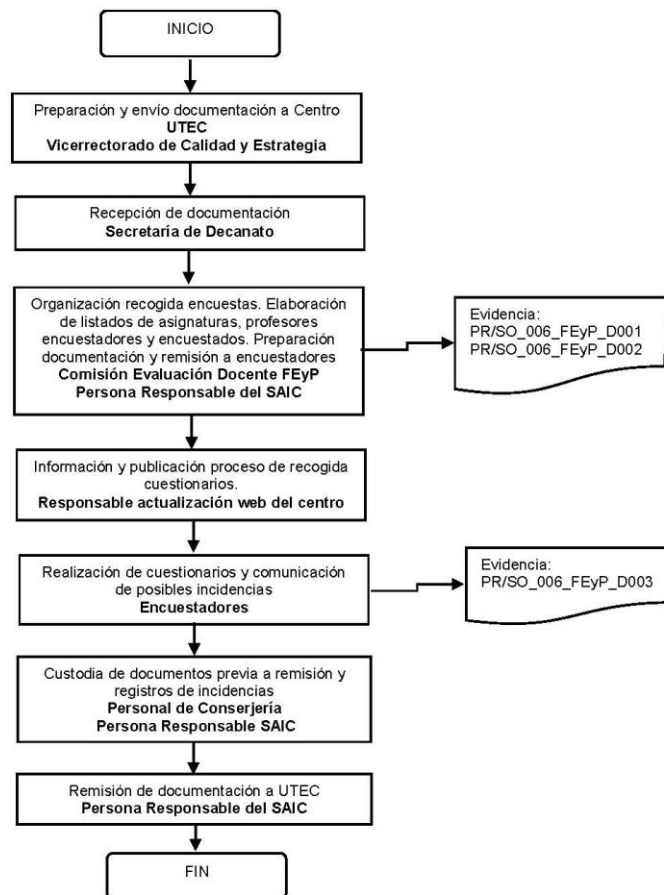 INICIO
Preparación y envío documentación a Centro
UTEC
Vicerrectorado de Calidad y Estrategia
Recepción de documentación
Secretaría de Decanato
Organización recogida encuestas. Elaboración
de listados de asignaturas, profesores
encuestadores y encuestados. Preparación
documentación y remisión a encuestadores
Comisión Evaluación Docente FEyP
Persona Responsable del SAIC
Evidencia:
PR/SO_006_FEyP_D001
PR/SO_006_FEyP_D002
Información y publicación proceso de recogida
cuestionarios.
Responsable actualización web del centro
Realización de cuestionarios y comunicación
de posibles incidencias
Encuestadores
Evidencia:
PR/SO_006_FEyP_D003
Custodia de documentos previa a remisión y
registros de incidencias
Personal de Conserjería
Persona Responsable SAIC
Remisión de documentación a UTEC
Persona Responsable del SAIC
FIN